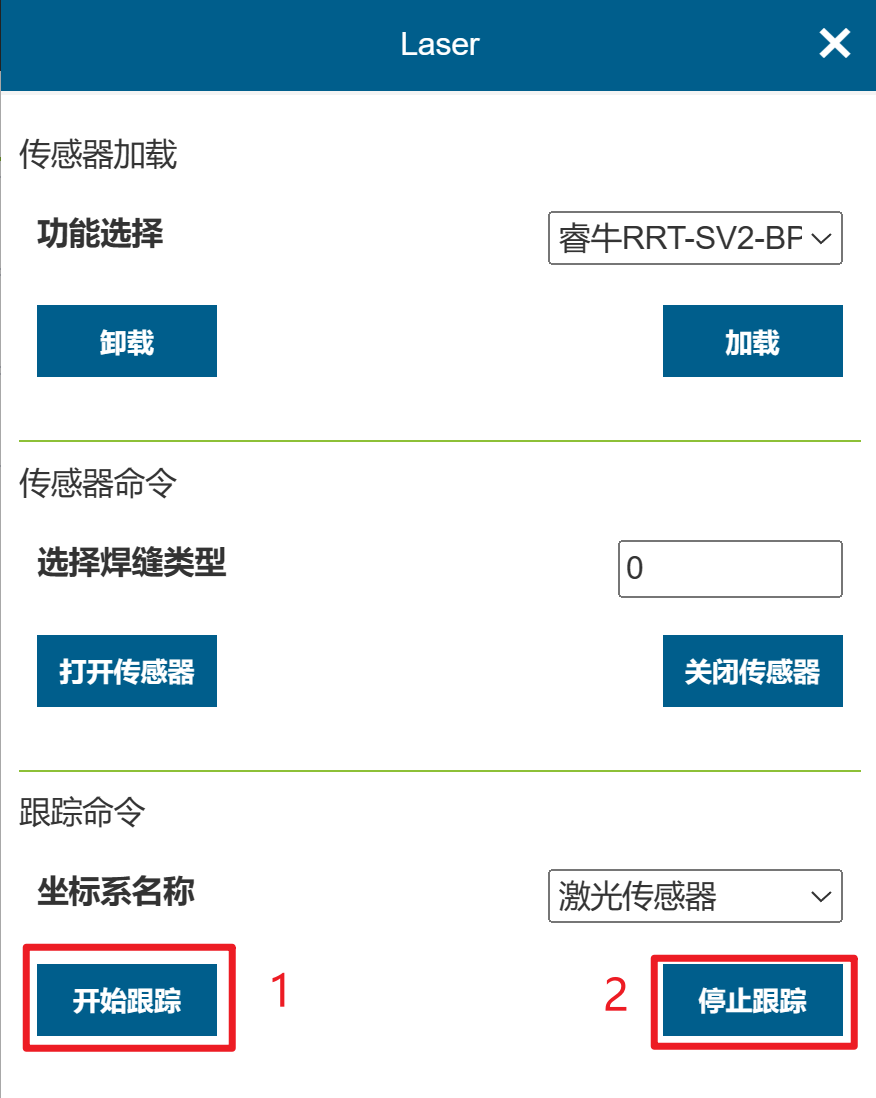 Laser
传感器加载
功能选择
睿牛RRT-SV2-BP
卸载
加载
传感器命令
选择焊缝类型
0
打开传感器
关闭传感器
跟踪命令
坐标系名称
激光传感器
开始跟踪
1
2
停止跟踪